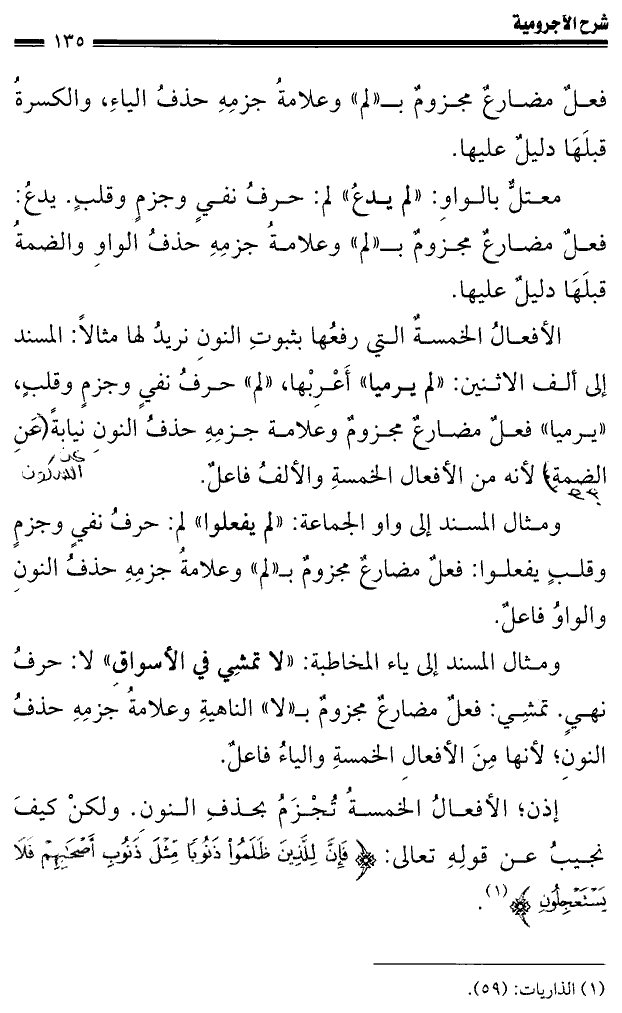 شرح الآجرومية
١٣٥
فعلٌ مضارعٌ مجزومٌ بـ«لم» وعلامةُ جزمِهِ حذفُ الياءِ، والكسرةُ
قبلَهَا دليلٌ عليها.
معتلٌّ بالواوِ: «لم يدعُ» لم: حرفُ نفيٍ وجزمٍ وقلبٍ. يدعُ:
فعلٌ مضارعٌ مجزومٌ بـ«لم» وعلامةُ جزمِهِ حذفُ الواوِ والضمةُ
قبلَهَا دليلٌ عليها.
الأفعالُ الخمسةُ التي رفعُها بثبوتِ النونِ نريدُ لها مثالاً: المسند
إلى ألف الاثنين: «لم يرميا» أَعْرِبْها، «لم» حرفُ نفيٍ وجزمٍ وقلبٍ،
«يرميا» فعلٌ مضارعٌ مجزومٌ وعلامة جزمِهِ حذفُ النونِ نيابةً (عَنِ
الضمةِ) لأنه من الأفعالِ الخمسةِ والألفُ فاعلٌ.
عن السكون
ومثال المسند إلى واو الجماعة: «لم يفعلوا» لم: حرفُ نفيٍ وجزمٍ
وقلبٍ يفعلوا: فعلٌ مضارعٌ مجزومٌ بـ«لم» وعلامةُ جزمِهِ حذفُ النونِ
والواوُ فاعلٌ.
ومثال المسند إلى ياء المخاطبة: «لا تمشِي في الأسواقِ» لا: حرفُ
نهيٍ. تمشِي: فعلٌ مضارعٌ مجزومٌ بـ«لا» الناهيةِ وعلامةُ جزمِهِ حذفُ
النونِ؛ لأنها مِنَ الأفعالِ الخمسةِ والياءُ فاعلٌ.
إذن؛ الأفعالُ الخمسةُ تُجْزَمُ بحذفِ النونِ. ولكنْ كيفَ
نجيبُ عن قولِهِ تعالى: ﴿فَإِنَّ لِلَّذِينَ ظَلَمُوا۟ ذَنُوبًا مِّثْلَ ذَنُوبِ أَصْحَٰبِهِمْ فَلَا
يَسْتَعْجِلُونِ﴾ (١).
(١) الذاريات: (٥٩).